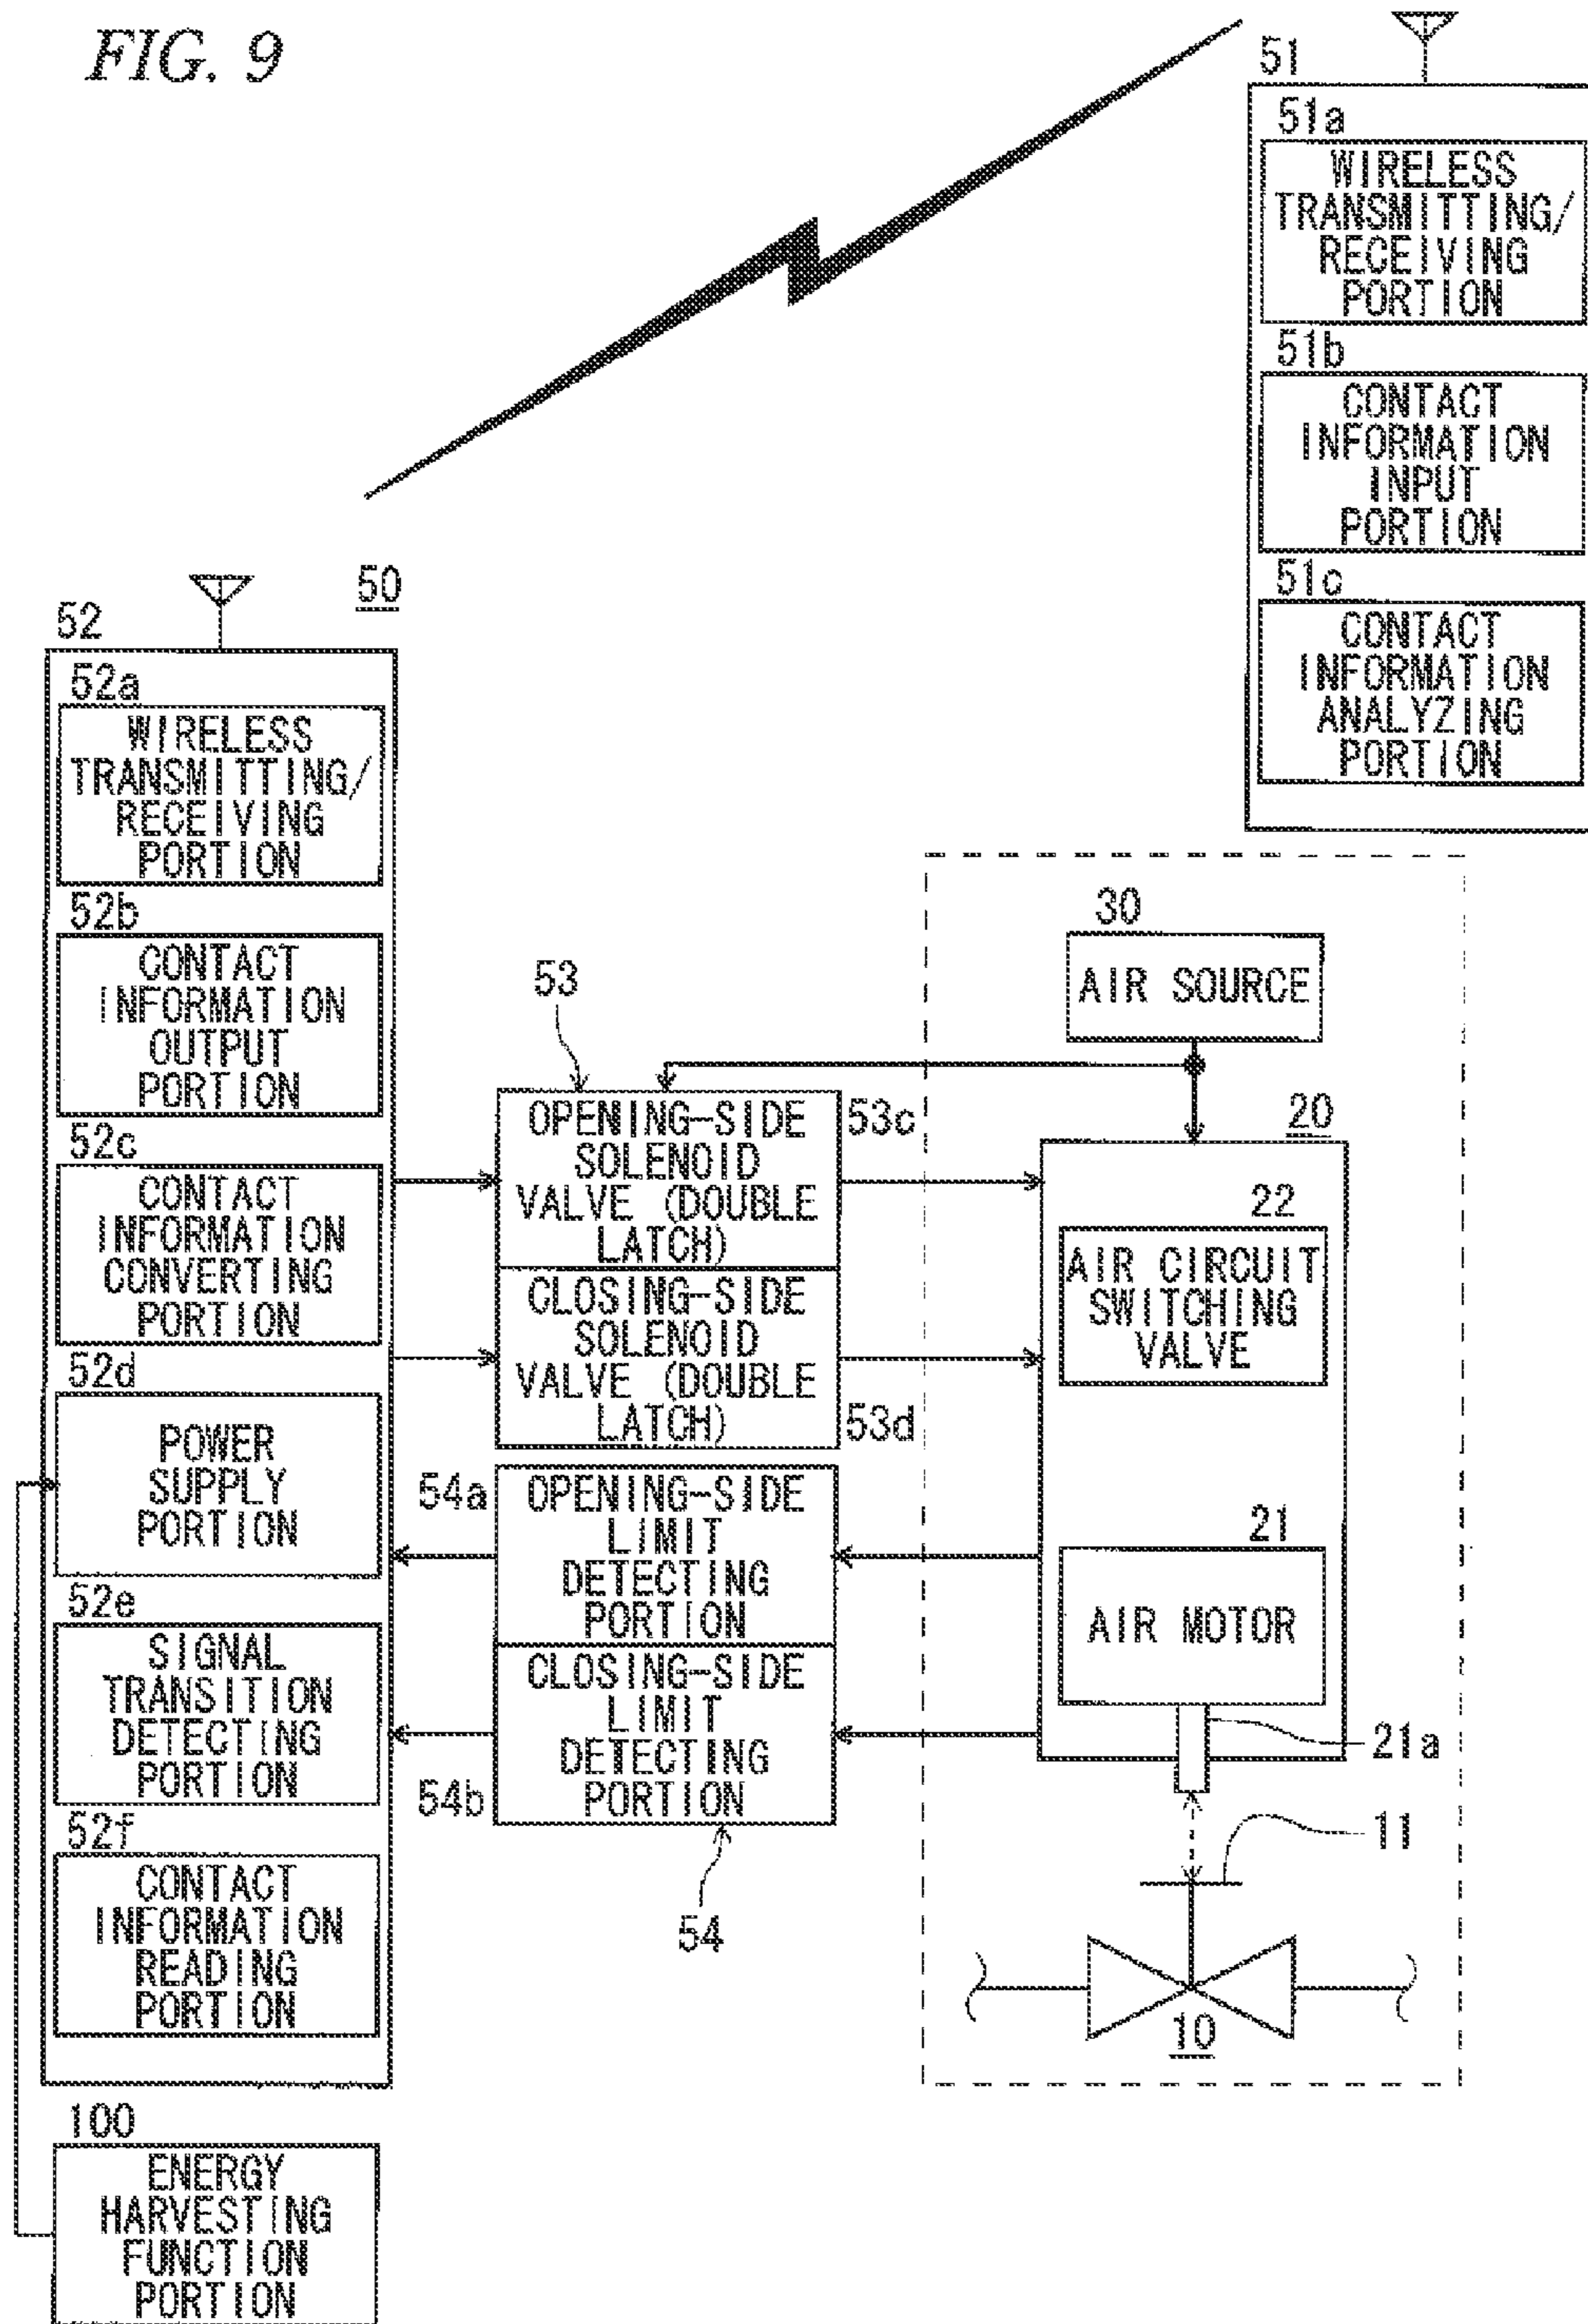 FIG. 9
51
51a
WIRELESS
TRANSMITTING/
RECEIVING
PORTION
51b
CONTACT
INFORMATION
INPUT
PORTION
51c
CONTACT
INFORMATION
ANALYZING
PORTION
50
52
52a
WIRELESS
TRANSMITTING/
RECEIVING
PORTION
52b
CONTACT
INFORMATION
OUTPUT
PORTION
52c
CONTACT
INFORMATION
CONVERTING
PORTION
52d
POWER
SUPPLY
PORTION
52e
SIGNAL
TRANSITION
DETECTING
PORTION
52f
CONTACT
INFORMATION
READING
PORTION
100
ENERGY
HARVESTING
FUNCTION
PORTION
53
OPENING-SIDE
SOLENOID
VALVE (DOUBLE
LATCH)
53c
CLOSING-SIDE
SOLENOID
VALVE (DOUBLE
LATCH)
53d
54a
OPENING-SIDE
LIMIT
DETECTING
PORTION
54b
CLOSING-SIDE
LIMIT
DETECTING
PORTION
54
30
AIR SOURCE
20
22
AIR CIRCUIT
SWITCHING
VALVE
21
AIR MOTOR
21a
11
10